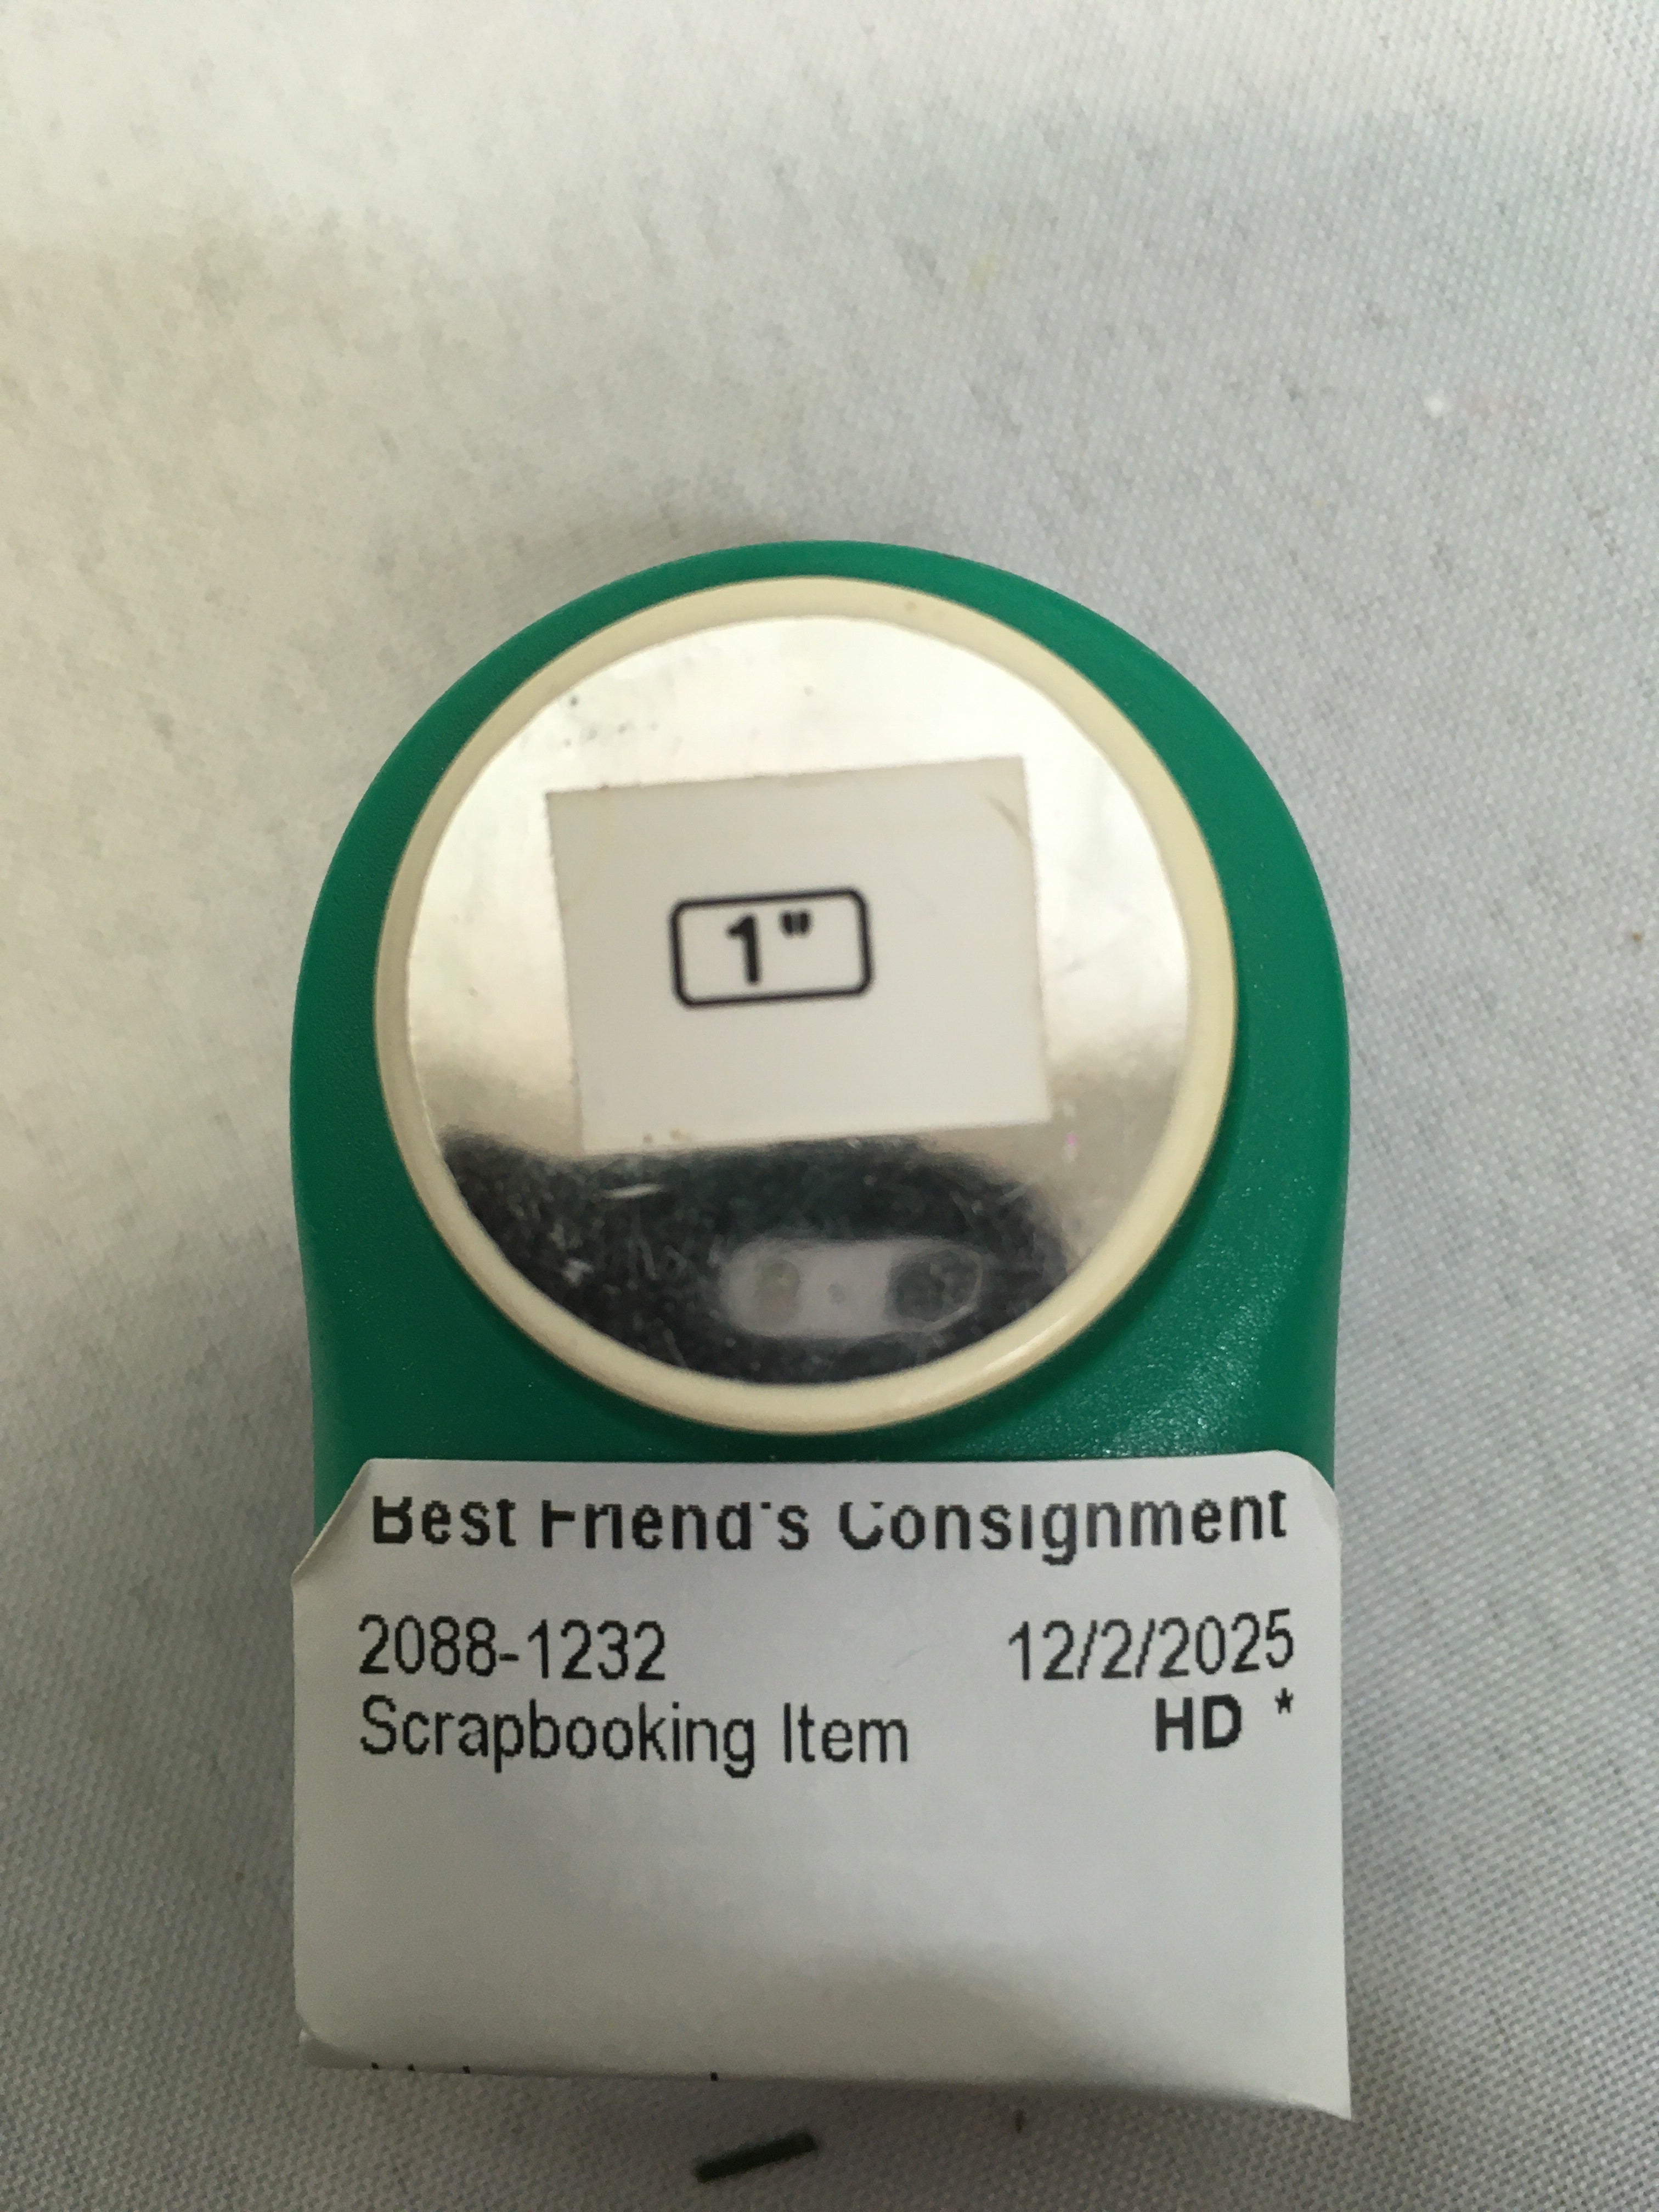 1"
Best Friend's Consignment
2088-1232 12/2/2025
Scrapbooking Item HD *